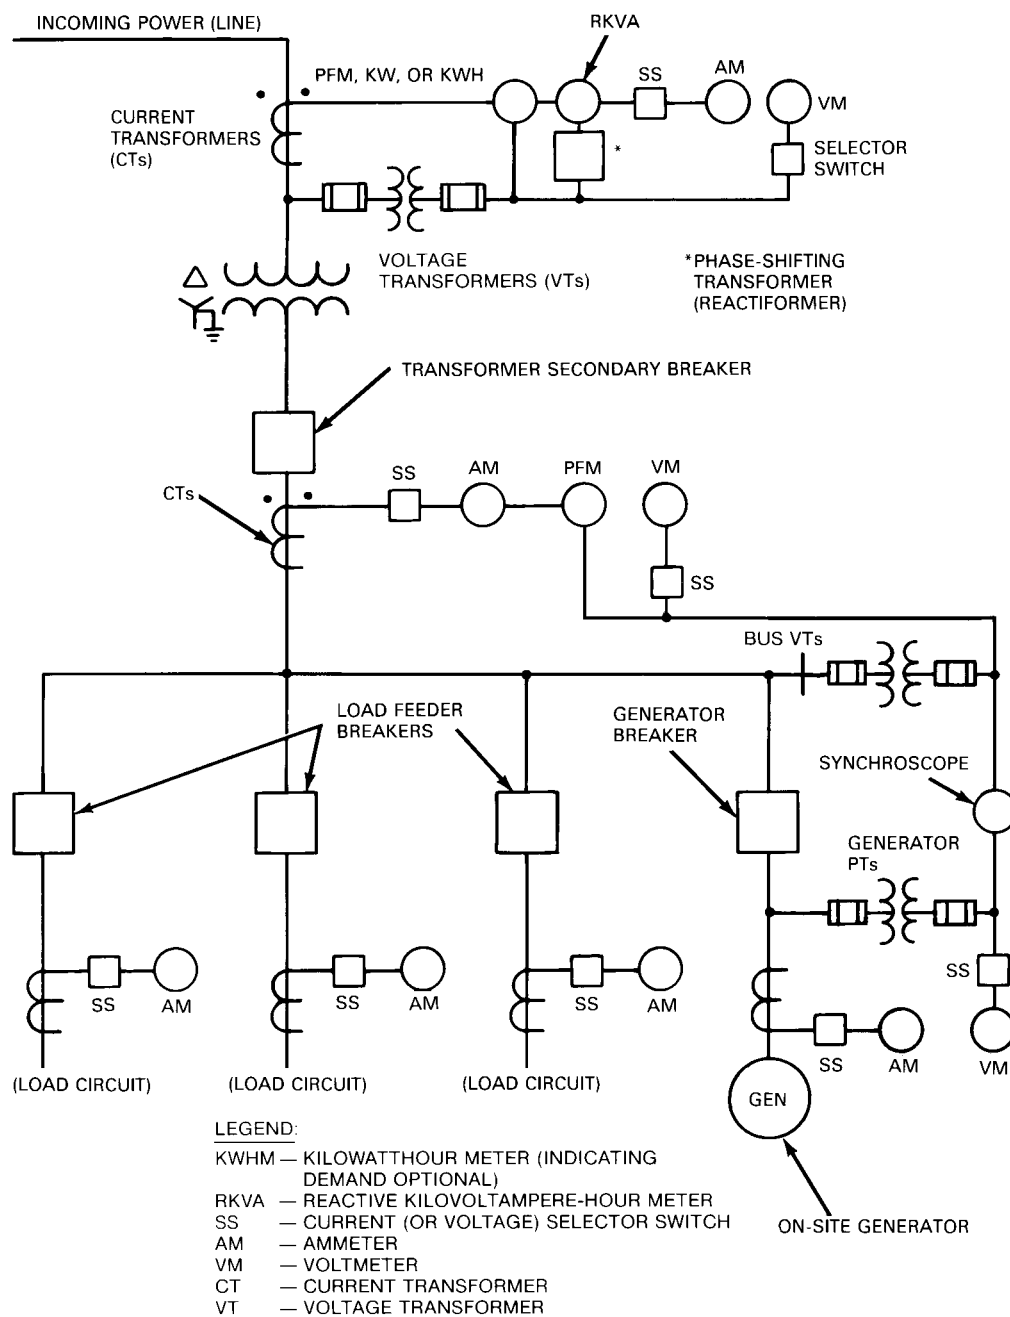 INCOMING POWER (LINE)
RKVA
PFM, KW, OR KWH
SS
AM
VM
CURRENT
TRANSFORMERS
(CTs)
*
SELECTOR
SWITCH
VOLTAGE
TRANSFORMERS (VTs)
*PHASE-SHIFTING
TRANSFORMER
(REACTIFORMER)
TRANSFORMER SECONDARY BREAKER
CTs
SS
AM
PFM
VM
SS
BUS VTs
LOAD FEEDER
BREAKERS
GENERATOR
BREAKER
SYNCHROSCOPE
GENERATOR
PTs
SS
AM
SS
AM
SS
AM
SS
SS
AM
VM
(LOAD CIRCUIT)
(LOAD CIRCUIT)
(LOAD CIRCUIT)
GEN
ON-SITE GENERATOR
LEGEND:
KWHM — KILOWATTHOUR METER (INDICATING
DEMAND OPTIONAL)
RKVA — REACTIVE KILOVOLTAMPERE-HOUR METER
SS — CURRENT (OR VOLTAGE) SELECTOR SWITCH
AM — AMMETER
VM — VOLTMETER
CT — CURRENT TRANSFORMER
VT — VOLTAGE TRANSFORMER